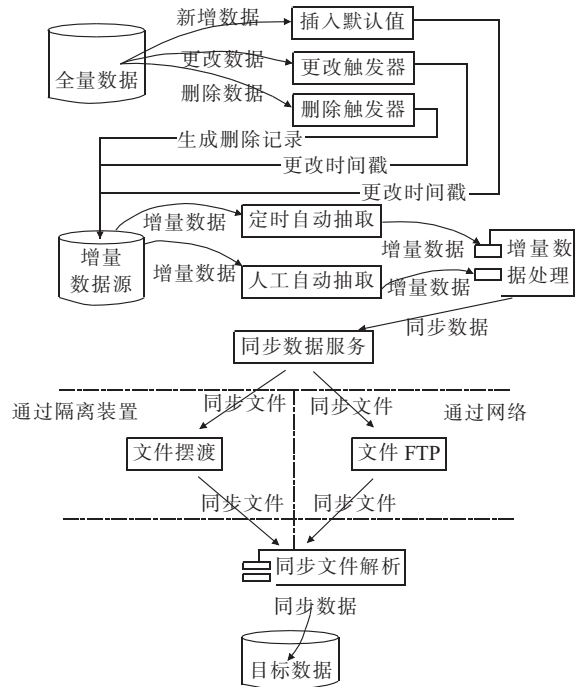 新增数据
插入默认值
全量数据
更改数据
更改触发器
删除数据
删除触发器
生成删除记录
更改时间戳
更改时间戳
增量数据
定时自动抽取
增量
数据源
增量数据
增量数
据处理
增量数据
人工自动抽取
增量数据
同步数据
同步数据服务
通过隔离装置
同步文件
同步文件
通过网络
文件摆渡
文件 FTP
同步文件
同步文件
同步文件解析
同步数据
目标数据